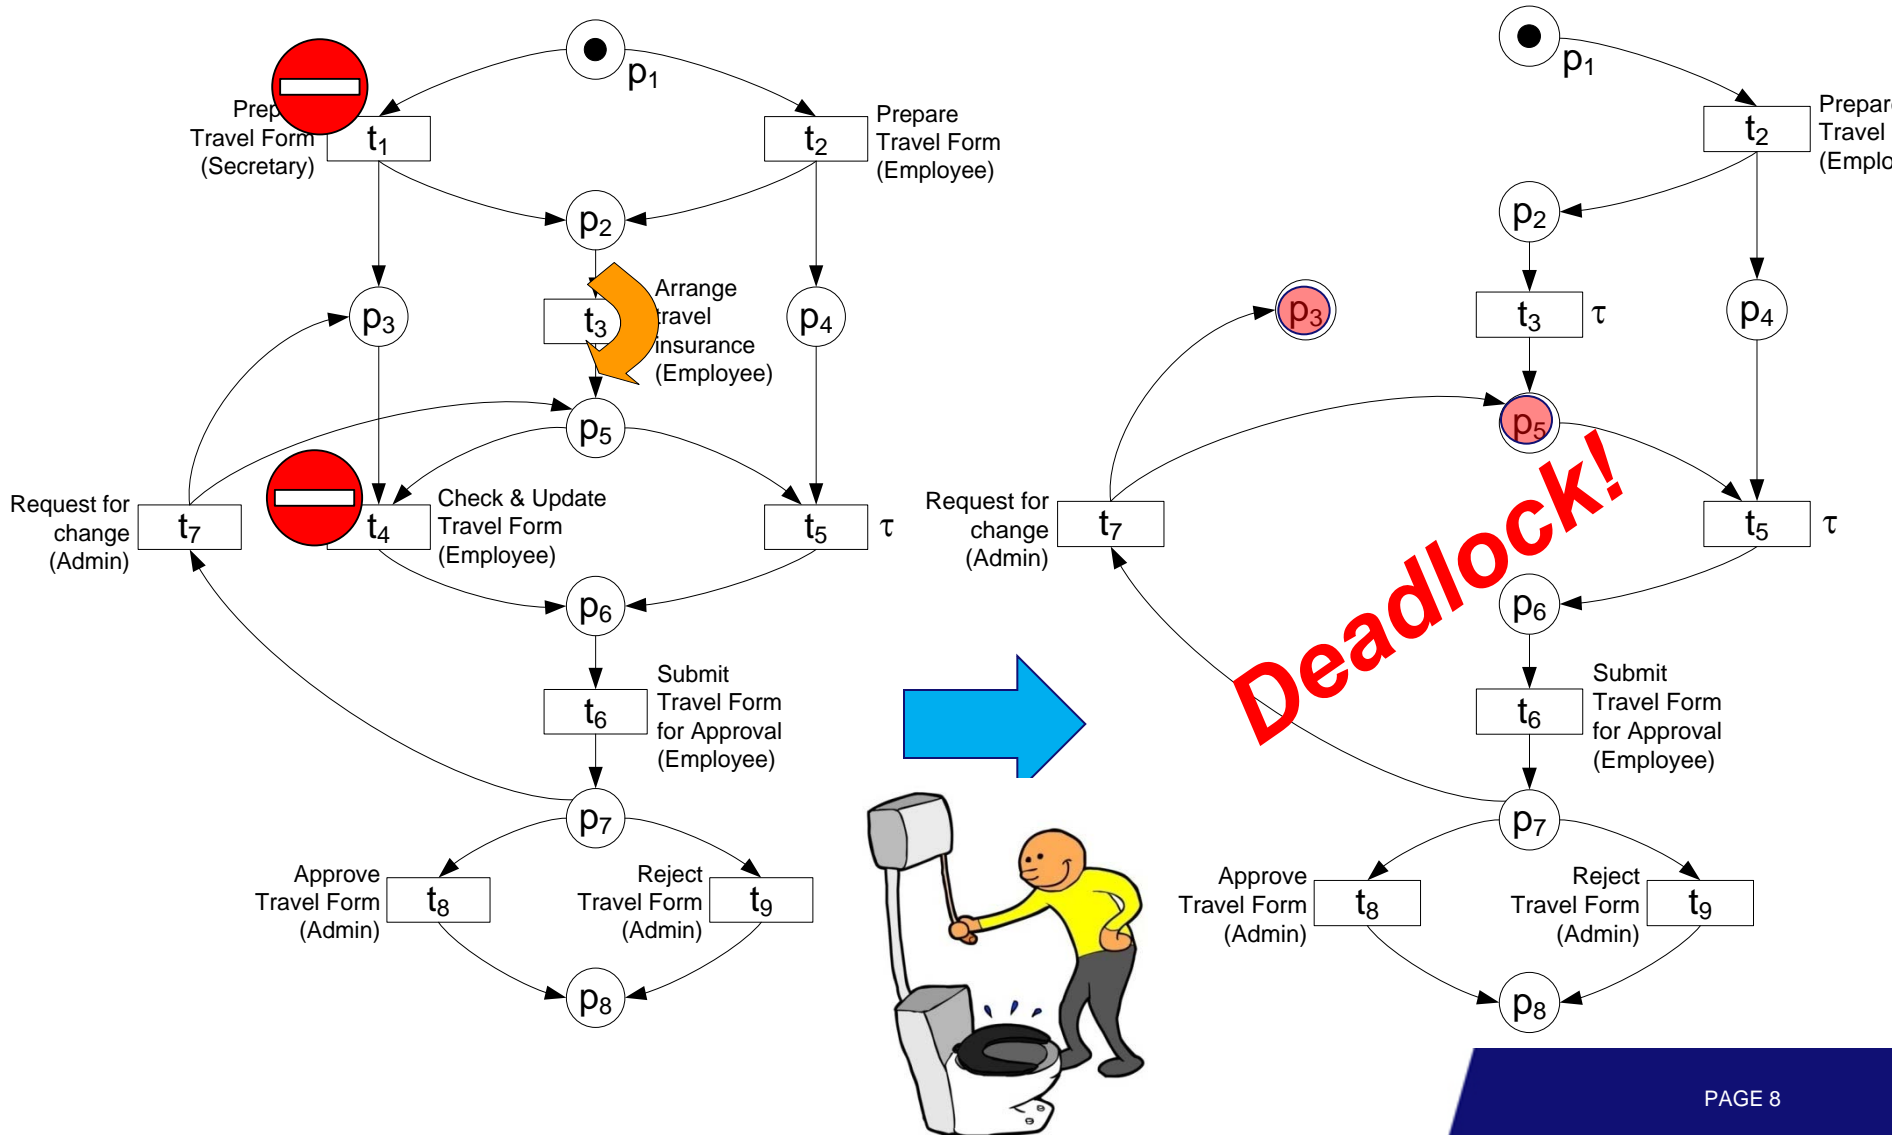 p1
Travel Form
(Secretary)
t1
t2
Prepare
Travel Form
(Employee)
p2
p3
t3
Arrange
travel
insurance
(Employee)
p4
p5
Request for
change
(Admin)
t7
t4
Check & Update
Travel Form
(Employee)
t5
τ
p6
t6
Submit
Travel Form
for Approval
(Employee)
p7
Approve
Travel Form
(Admin)
t8
Reject
Travel Form
(Admin)
t9
p8
p1
t2
Travel
p2
p3
t3
τ
p4
p5
Deadlock!
Request for
change
(Admin)
t7
t5
τ
p6
t6
Submit
Travel Form
for Approval
(Employee)
p7
Approve
Travel Form
(Admin)
t8
Reject
Travel Form
(Admin)
t9
p8
PAGE 8